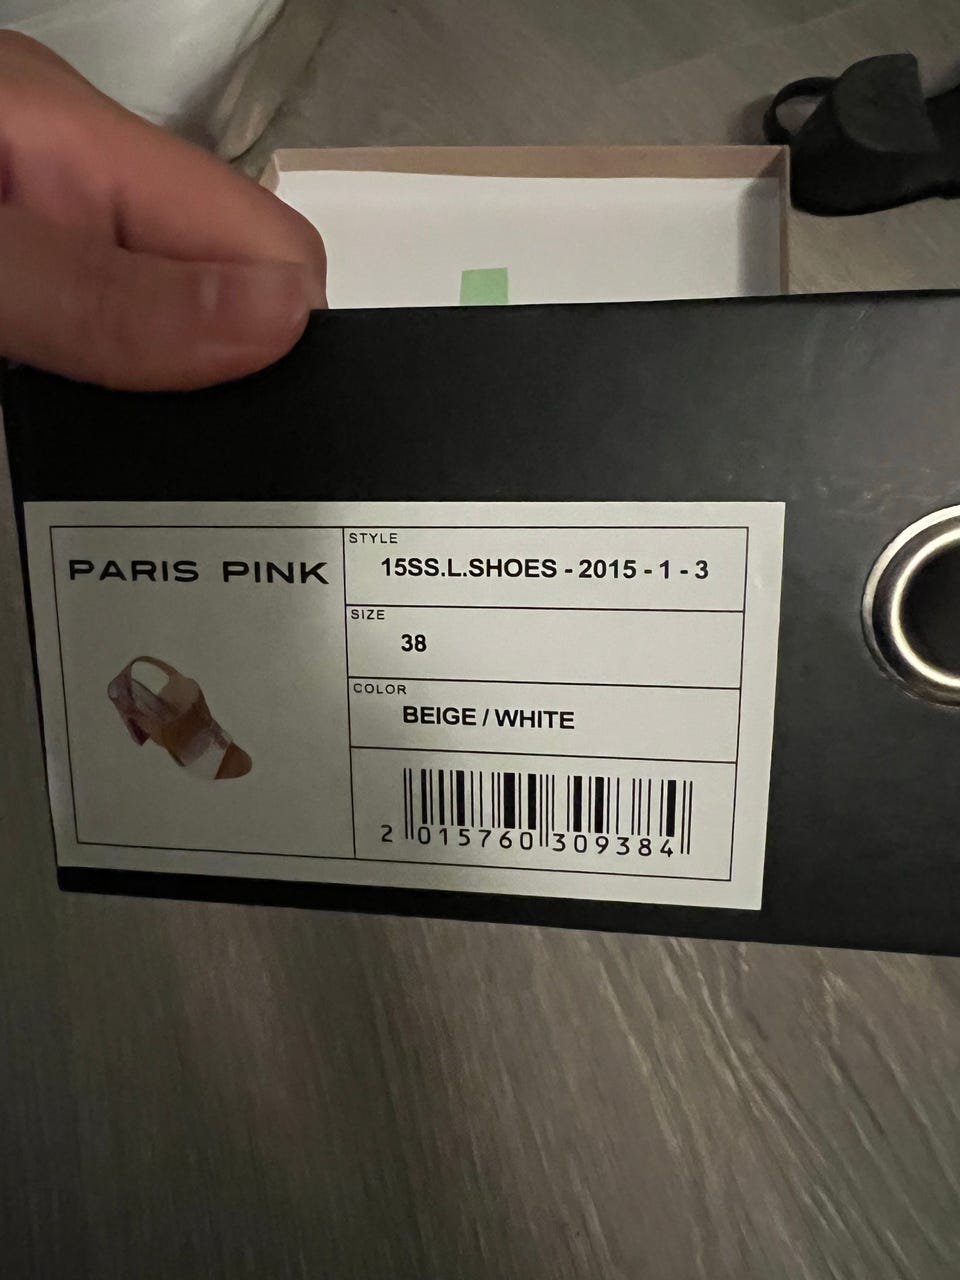 PARIS PINK
STYLE
15SS.L.SHOES - 2015 - 1 - 3
SIZE
38
COLOR
BEIGE / WHITE
2 015760 309384